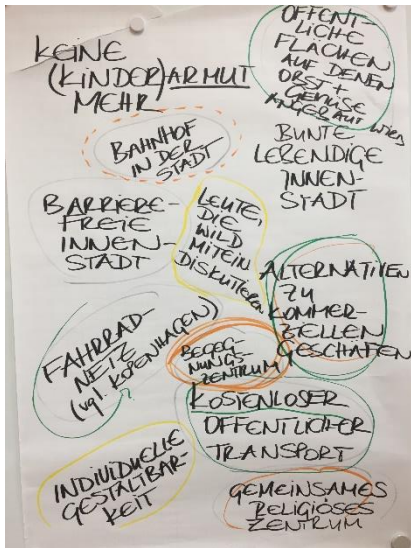 KEINE
(KINDER)ARMUT
MEHR
ÖFFENT-
LICHE
FLÄCHEN
AUF DENEN
OBST +
GEMÜSE
ANGEBAUT WIRD
BAHNHOF
IN DER
STADT
BUNTE
LEBENDIGE
INNEN-
STADT
BARRIERE-
FREIE
INNEN-
STADT
LEUTE,
DIE
WILD
MITEIN.
DISKUTIEREN
ALTERNATIVEN
ZU
KOMMER-
ZELLEN
GESCHÄFEN
FAHRRAD-
NETZ
(vgl. KOPENHAGEN)
BEGEG-
NUNGS-
ZENTRUM
KOSTENLOSER
ÖFFENTLICHER
TRANSPORT
INDIVIDUELLE
GESTALTBAR-
KEIT
GEMEINSAMES
RELIGIÖSES
ZENTRUM